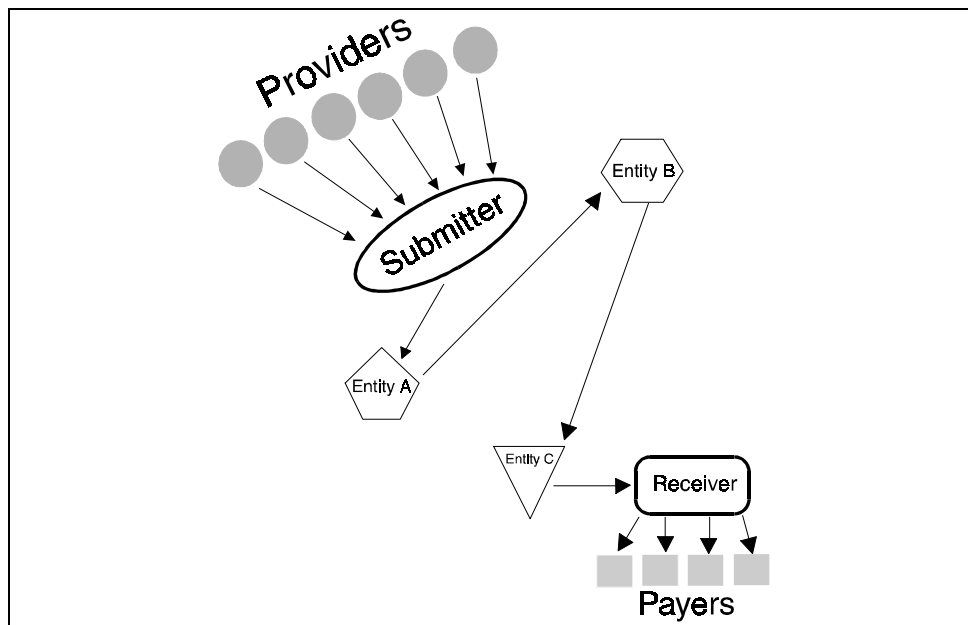 Providers
Submitter
Entity B
Entity A
Entity C
Receiver
Payers